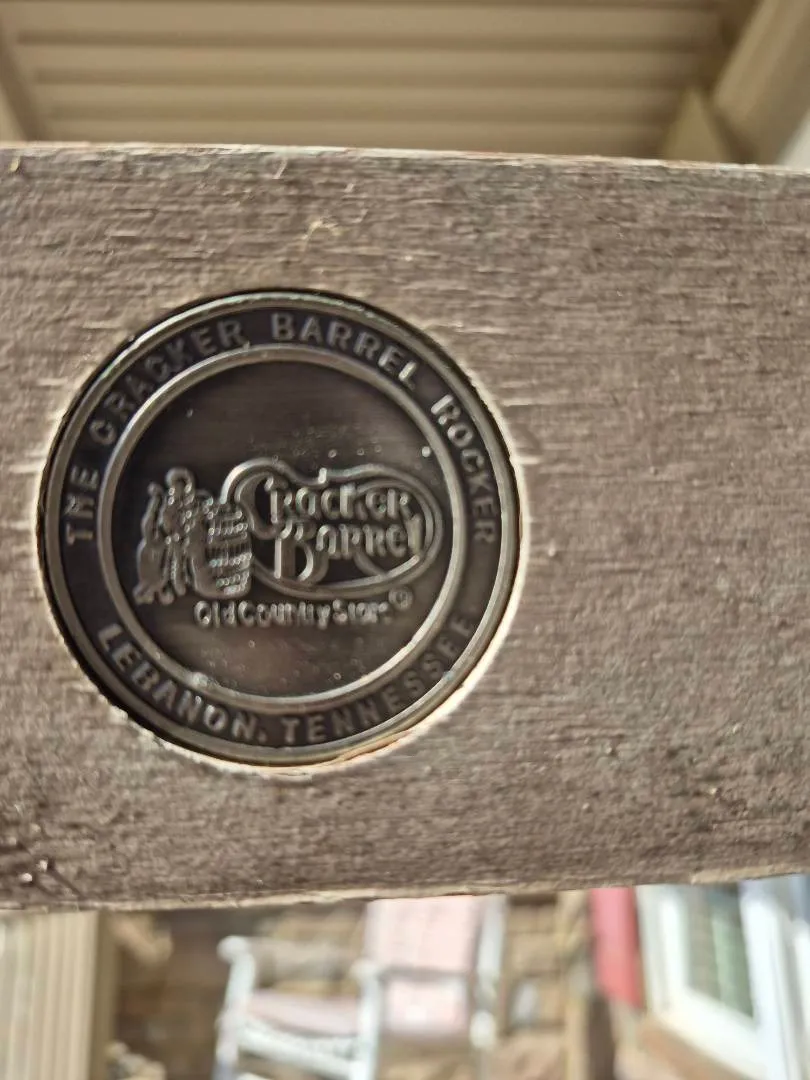 THE CRACKER BARREL ROCKER
Cracker
Barrel
Old Country Store®
LEBANON, TENNESSEE